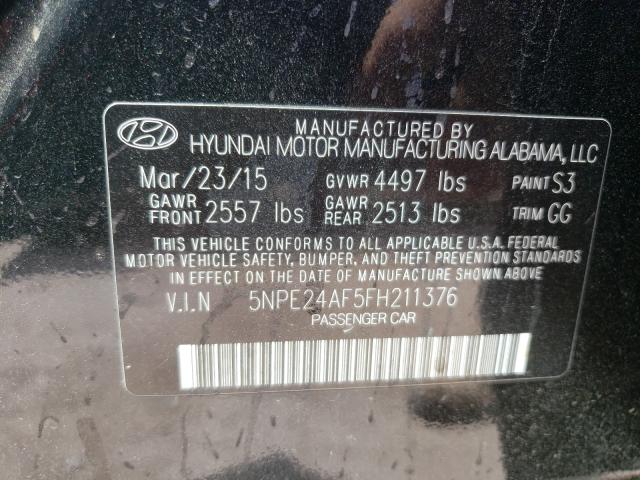 MANUFACTURED BY
HYUNDAI MOTOR MANUFACTURING ALABAMA, LLC
Mar/23/15 GVWR 4497 lbs PAINT S3
GAWR FRONT 2557 lbs GAWR REAR 2513 lbs TRIM GG
THIS VEHICLE CONFORMS TO ALL APPLICABLE U.S.A. FEDERAL
MOTOR VEHICLE SAFETY, BUMPER, AND THEFT PREVENTION STANDARDS
IN EFFECT ON THE DATE OF MANUFACTURE SHOWN ABOVE.
V.I.N 5NPE24AF5FH211376
PASSENGER CAR